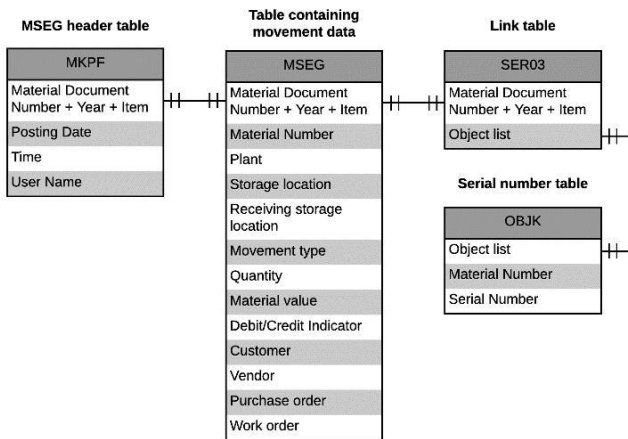 MSEG header table
MKPF
Material Document
Number + Year + Item
Posting Date
Time
User Name
Table containing
movement data
MSEG
Material Document
Number + Year + Item
Material Number
Plant
Storage location
Receiving storage
location
Movement type
Quantity
Material value
Debit/Credit Indicator
Customer
Vendor
Purchase order
Work order
Link table
SER03
Material Document
Number + Year + Item
Object list
Serial number table
OBJK
Object list
Material Number
Serial Number